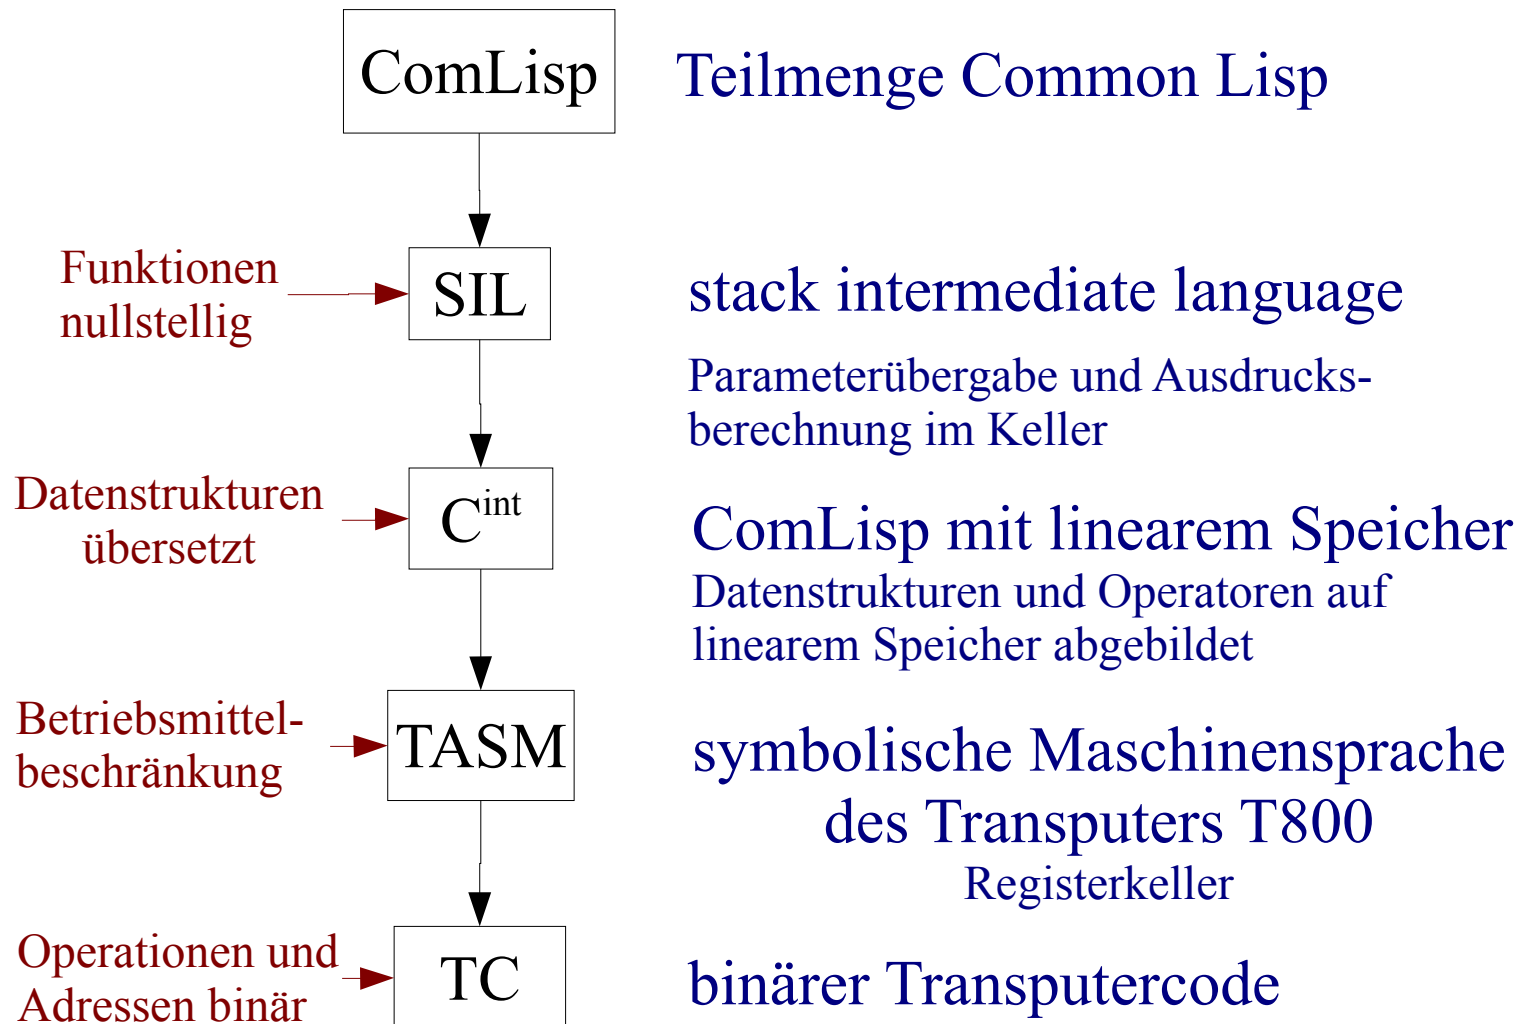 ComLisp
Teilmenge Common Lisp
Funktionen
nullstellig
SIL
stack intermediate language
Parameterübergabe und Ausdrucks-
berechnung im Keller
Datenstrukturen
übersetzt
C^int
ComLisp mit linearem Speicher
Datenstrukturen und Operatoren auf
linearem Speicher abgebildet
Betriebsmittel-
beschränkung
TASM
symbolische Maschinensprache
des Transputers T800
Registerkeller
Operationen und
Adressen binär
TC
binärer Transputercode